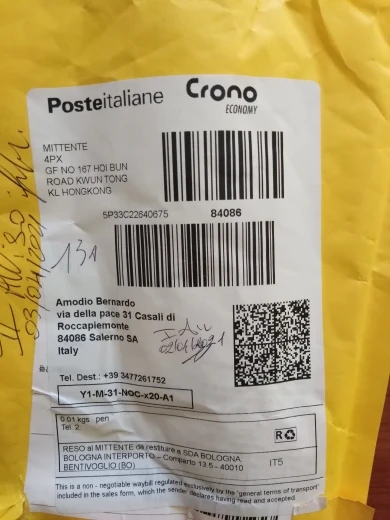 Posteitaliane Crono
ECONOMY
MITTENTE
4PX
GF NO 167 HOI BUN
ROAD KWUN TONG
KL HONGKONG
5P33C22640675 84086
Amodio Bernardo
via della pace 31 Casali di
Roccapiemonte
84086 Salerno SA
Italy
Tel. Dest.: +39 3477261752
Y1-M-31-NQC-x20-A1
0.01 kgs pen
Tel. 2
R
RESO al MITTENTE da restituire a SDA BOLOGNA
BOLOGNA INTERPORTO – Comparto 13.5 - 40010
BENTIVOGLIO (BO)
IT5
This is a non - negotiable waybill regulated exclusively by the "general terms of transport"
included in the sales form, which the sender declares having read and accepted
II AVVISO
131